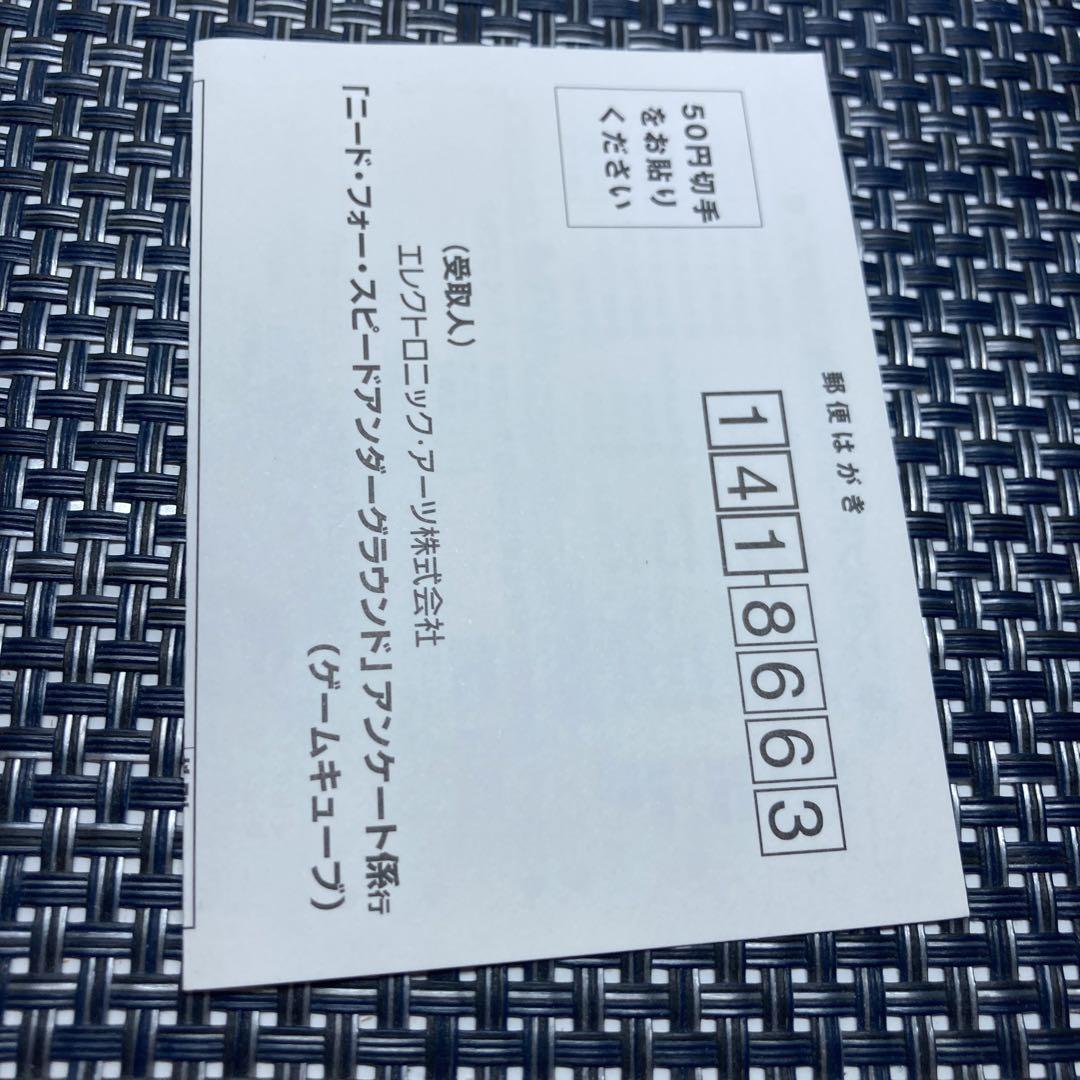 郵便はがき
1418663
50円切手
をお貼り
ください
(受取人)
エレクトロニック・アーツ株式会社
「ニード・フォー・スピードアンダーグラウンド」アンケート係行
(ゲームキューブ)